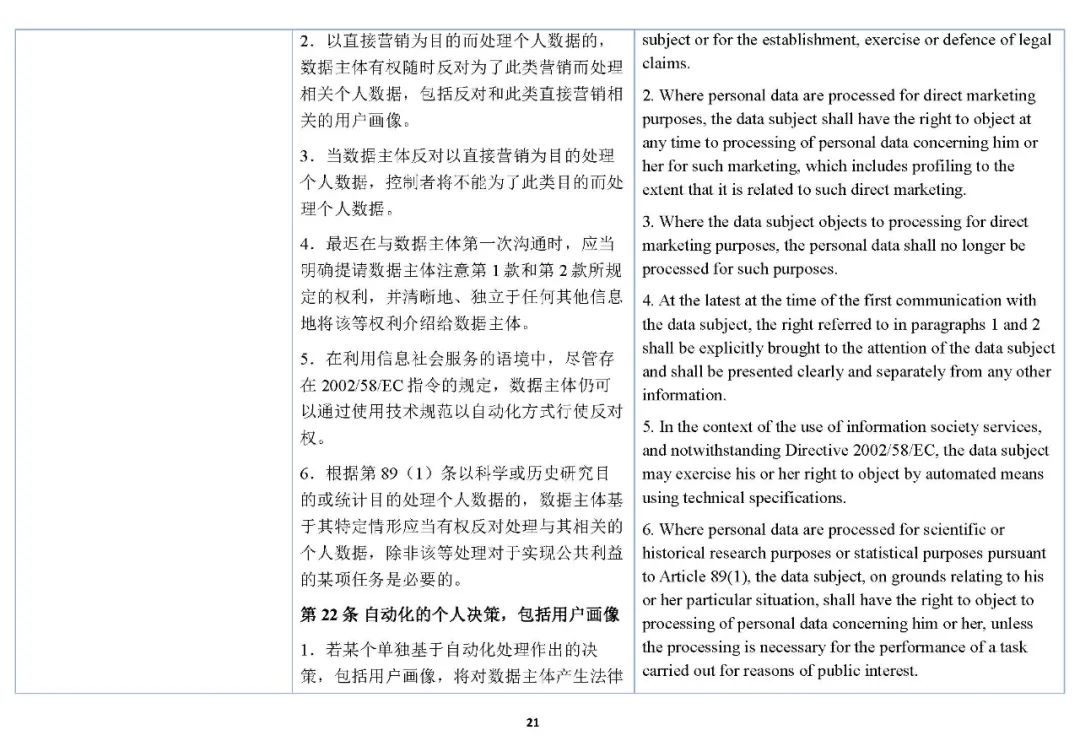 2．以直接营销为目的而处理个人数据的，
数据主体有权随时反对为了此类营销而处理
相关个人数据，包括反对和此类直接营销相
关的用户画像。
3．当数据主体反对以直接营销为目的处理
个人数据，控制者将不能为了此类目的而处
理个人数据。
4．最迟在与数据主体第一次沟通时，应当
明确提请数据主体注意第 1 款和第 2 款所规
定的权利，并清晰地、独立于任何其他信息
地将该等权利介绍给数据主体。
5．在利用信息社会服务的语境中，尽管存
在 2002/58/EC 指令的规定，数据主体仍可
以通过使用技术规范以自动化方式行使反对
权。
6．根据第 89（1）条以科学或历史研究目
的或统计目的处理个人数据的，数据主体基
于其特定情形应当有权反对处理与其相关的
个人数据，除非该等处理对于实现公共利益
的某项任务是必要的。
第 22 条 自动化的个人决策，包括用户画像
1．若某个单独基于自动化处理作出的决
策，包括用户画像，将对数据主体产生法律
subject or for the establishment, exercise or defence of legal
claims.
2. Where personal data are processed for direct marketing
purposes, the data subject shall have the right to object at
any time to processing of personal data concerning him or
her for such marketing, which includes profiling to the
extent that it is related to such direct marketing.
3. Where the data subject objects to processing for direct
marketing purposes, the personal data shall no longer be
processed for such purposes.
4. At the latest at the time of the first communication with
the data subject, the right referred to in paragraphs 1 and 2
shall be explicitly brought to the attention of the data subject
and shall be presented clearly and separately from any other
information.
5. In the context of the use of information society services,
and notwithstanding Directive 2002/58/EC, the data subject
may exercise his or her right to object by automated means
using technical specifications.
6. Where personal data are processed for scientific or
historical research purposes or statistical purposes pursuant
to Article 89(1), the data subject, on grounds relating to his
or her particular situation, shall have the right to object to
processing of personal data concerning him or her, unless
the processing is necessary for the performance of a task
carried out for reasons of public interest.
21